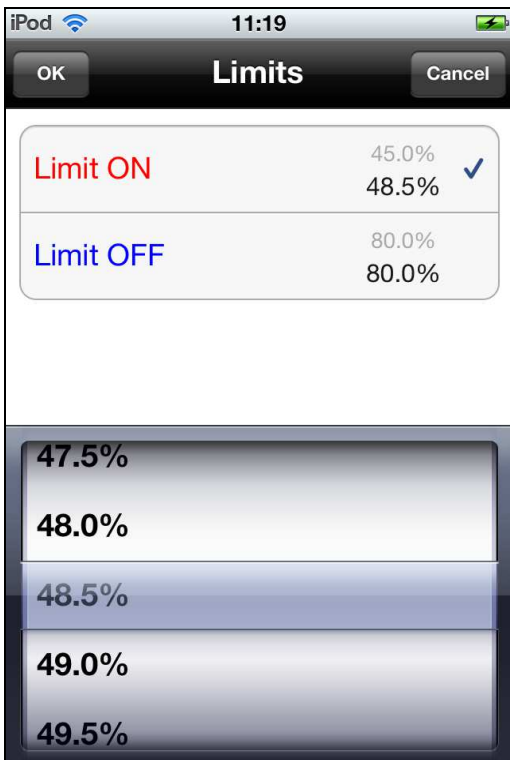 iPod 11:19
OK Limits Cancel
45.0%
Limit ON
48.5%
80.0%
Limit OFF
80.0%
47.5%
48.0%
48.5%
49.0%
49.5%